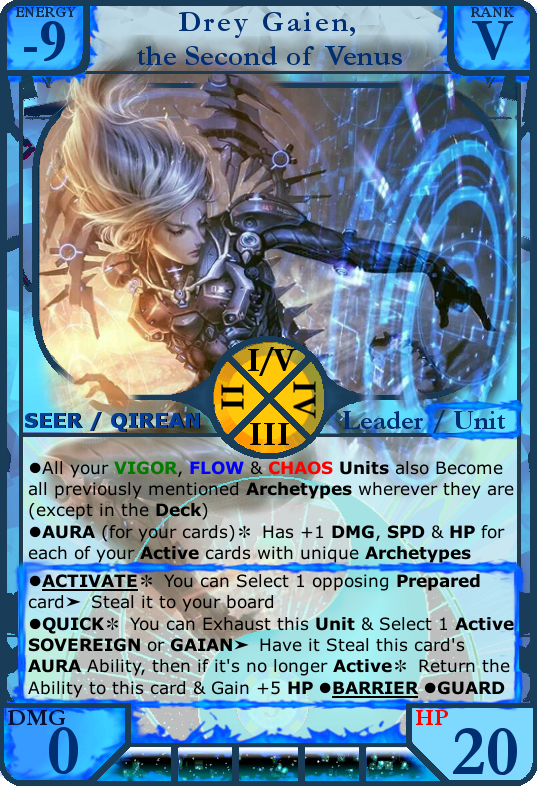 ENERGY
-9
Drey Gaien,
the Second of Venus
RANK
V
I/V
II
IV
III
SEER / QIREAN
Leader / Unit
●All your VIGOR, FLOW & CHAOS Units also Become
all previously mentioned Archetypes wherever they are
(except in the Deck)
●AURA (for your cards)✻ Has +1 DMG, SPD & HP for
each of your Active cards with unique Archetypes
●ACTIVATE✻ You can Select 1 opposing Prepared
card➤ Steal it to your board
●QUICK✻ You can Exhaust this Unit & Select 1 Active
SOVEREIGN or GAIAN➤ Have it Steal this card's
AURA Ability, then if it's no longer Active✻ Return the
Ability to this card & Gain +5 HP ●BARRIER ●GUARD
DMG
0
HP
20